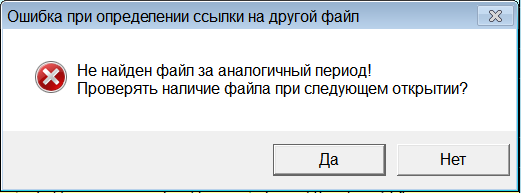 Ошибка при определении ссылки на другой файл
Не найден файл за аналогичный период!
Проверять наличие файла при следующем открытии?
Да
Нет